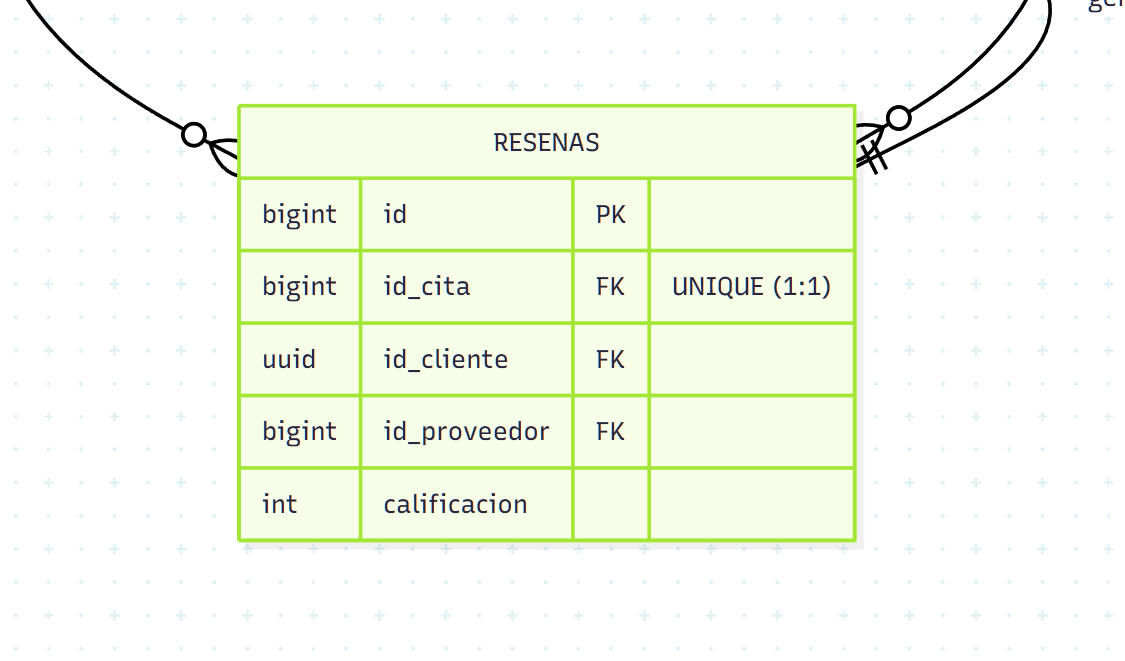 RESENAS
bigint id PK
bigint id_cita FK UNIQUE (1:1)
uuid id_cliente FK
bigint id_proveedor FK
int calificacion